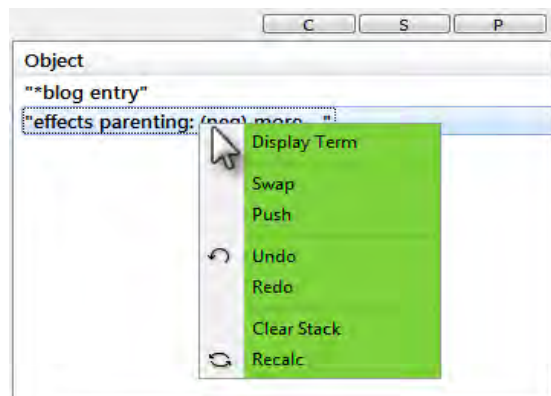 C S P
Object
"*blog entry"
"effects parenting: (neg) more..."
Display Term
Swap
Push
Undo
Redo
Clear Stack
Recalc